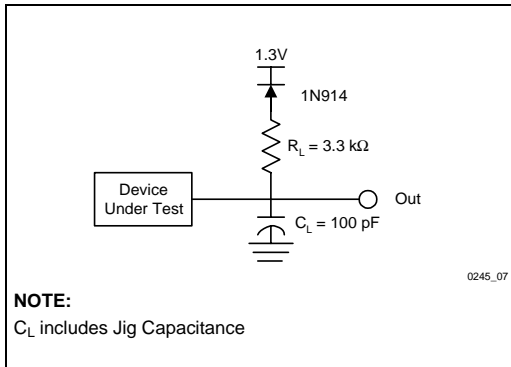 1.3V
1N914
R_L = 3.3 kΩ
Device
Under Test
Out
C_L = 100 pF
0245_07
NOTE:
C_L includes Jig Capacitance